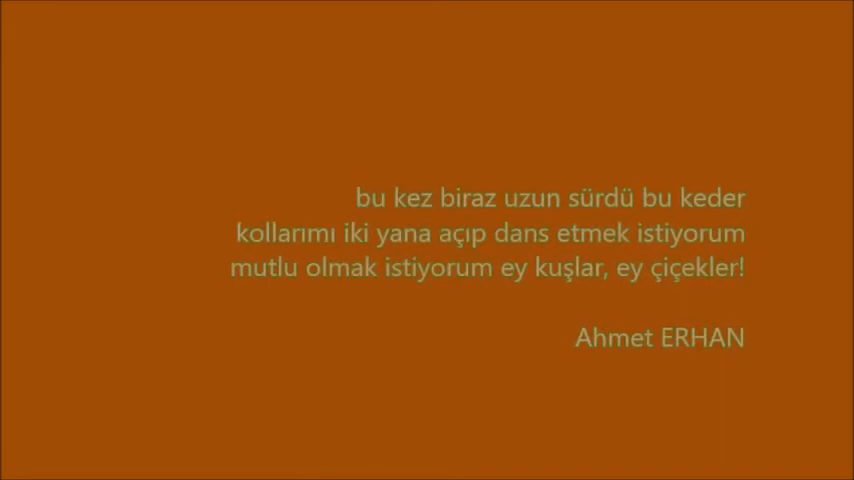 bu kez biraz uzun sürdü bu keder
kollarımı iki yana açıp dans etmek istiyorum
mutlu olmak istiyorum ey kuşlar, ey çiçekler!
Ahmet ERHAN